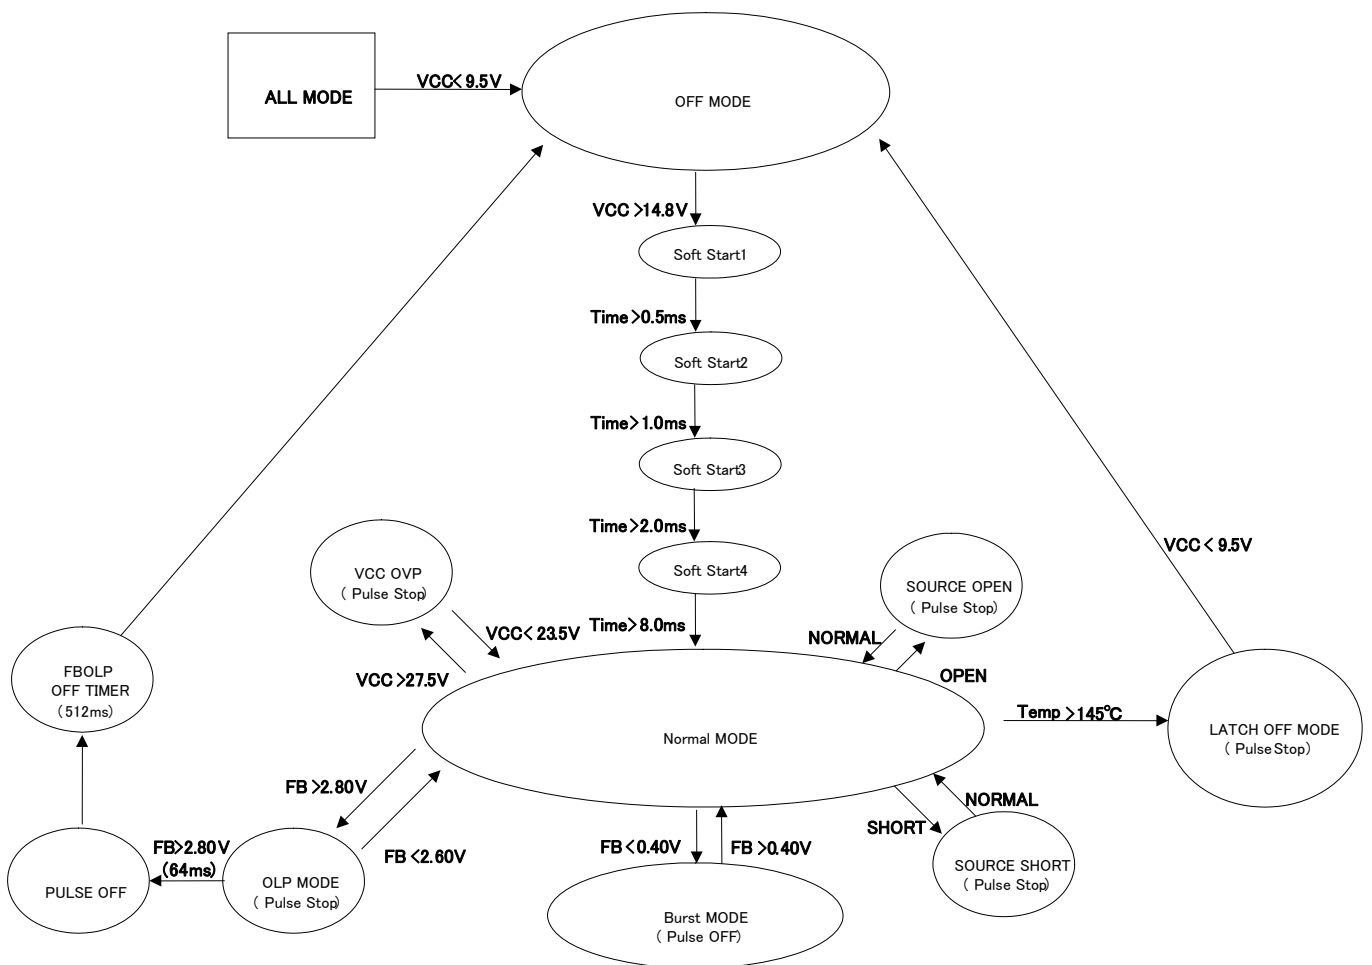 ALL MODE
VCC< 9.5V
OFF MODE
VCC >14.8V
Soft Start1
Time>0.5ms
Soft Start2
Time>1.0ms
Soft Start3
Time>2.0ms
Soft Start4
Time>8.0ms
VCC OVP
( Pulse Stop)
VCC< 23.5V
VCC >27.5V
SOURCE OPEN
( Pulse Stop)
NORMAL
OPEN
VCC < 9.5V
FBOLP
OFF TIMER
(512ms)
Normal MODE
Temp >145℃
LATCH OFF MODE
( Pulse Stop)
FB >2.80V
FB <2.60V
FB>2.80V
(64ms)
PULSE OFF
OLP MODE
( Pulse Stop)
FB <0.40V
FB >0.40V
Burst MODE
( Pulse OFF)
SHORT
NORMAL
SOURCE SHORT
( Pulse Stop)